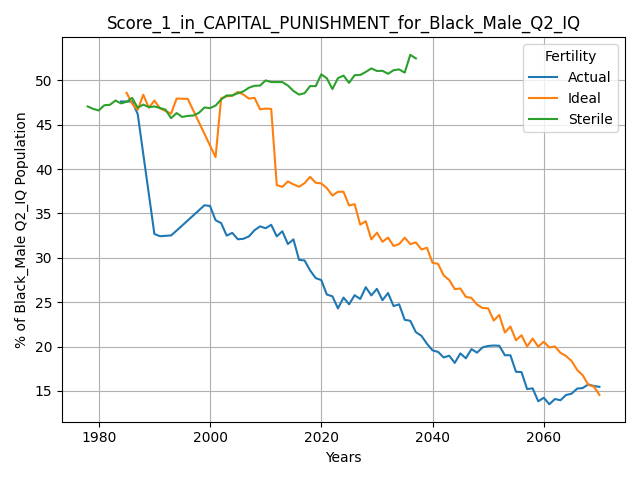 Score_1_in_CAPITAL_PUNISHMENT_for_Black_Male_Q2_IQ
Fertility
Actual
Ideal
Sterile
% of Black_Male Q2_IQ Population
50
45
40
35
30
25
20
15
1980
2000
2020
2040
2060
Years